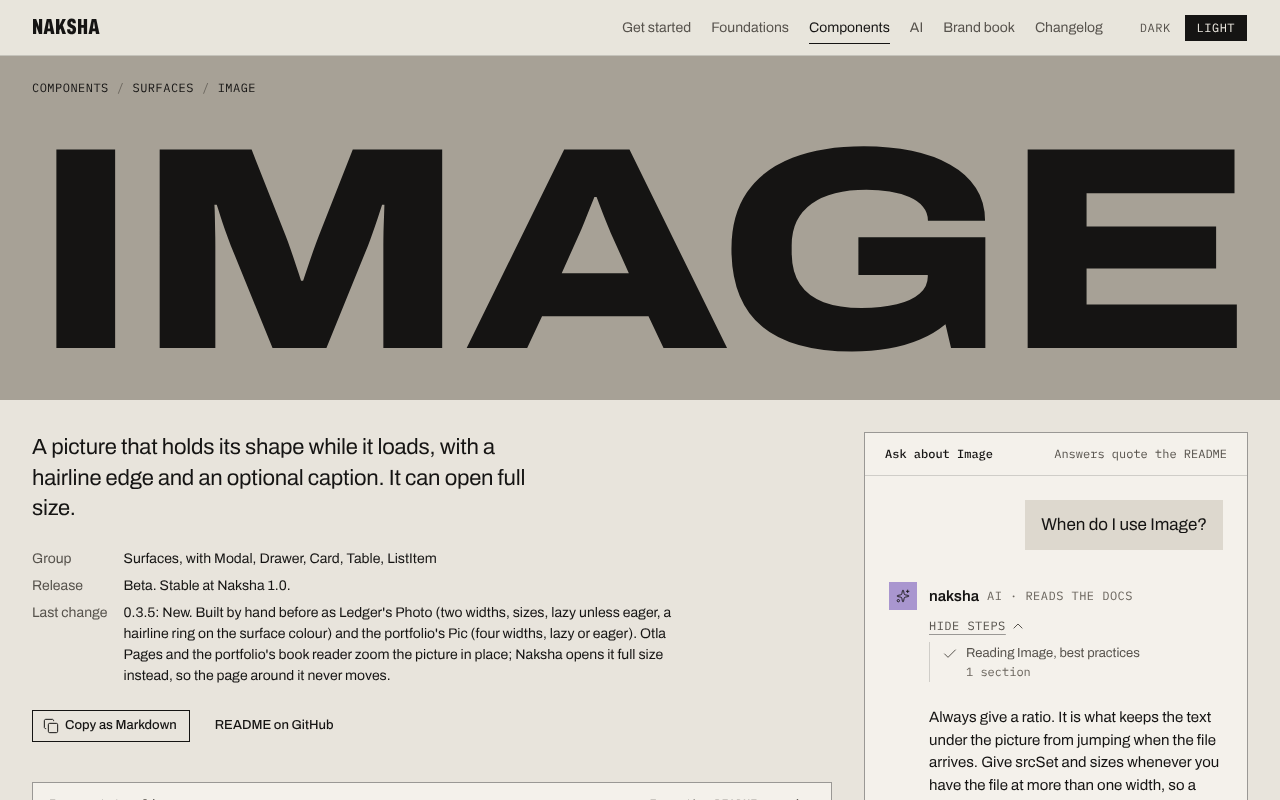 NAKSHA
Get started Foundations Components AI Brand book Changelog DARK LIGHT
COMPONENTS / SURFACES / IMAGE
IMAGE
A picture that holds its shape while it loads, with a
hairline edge and an optional caption. It can open full
size.
Group Surfaces, with Modal, Drawer, Card, Table, ListItem
Release Beta. Stable at Naksha 1.0.
Last change 0.3.5: New. Built by hand before as Ledger's Photo (two widths, sizes, lazy unless eager, a
hairline ring on the surface colour) and the portfolio's Pic (four widths, lazy or eager). Otla
Pages and the portfolio's book reader zoom the picture in place; Naksha opens it full size
instead, so the page around it never moves.
Copy as Markdown README on GitHub
Ask about Image Answers quote the README
When do I use Image?
naksha AI · READS THE DOCS
HIDE STEPS
Reading Image, best practices
1 section
Always give a ratio. It is what keeps the text
under the picture from jumping when the file
arrives. Give srcSet and sizes whenever you
have the file at more than one width, so a